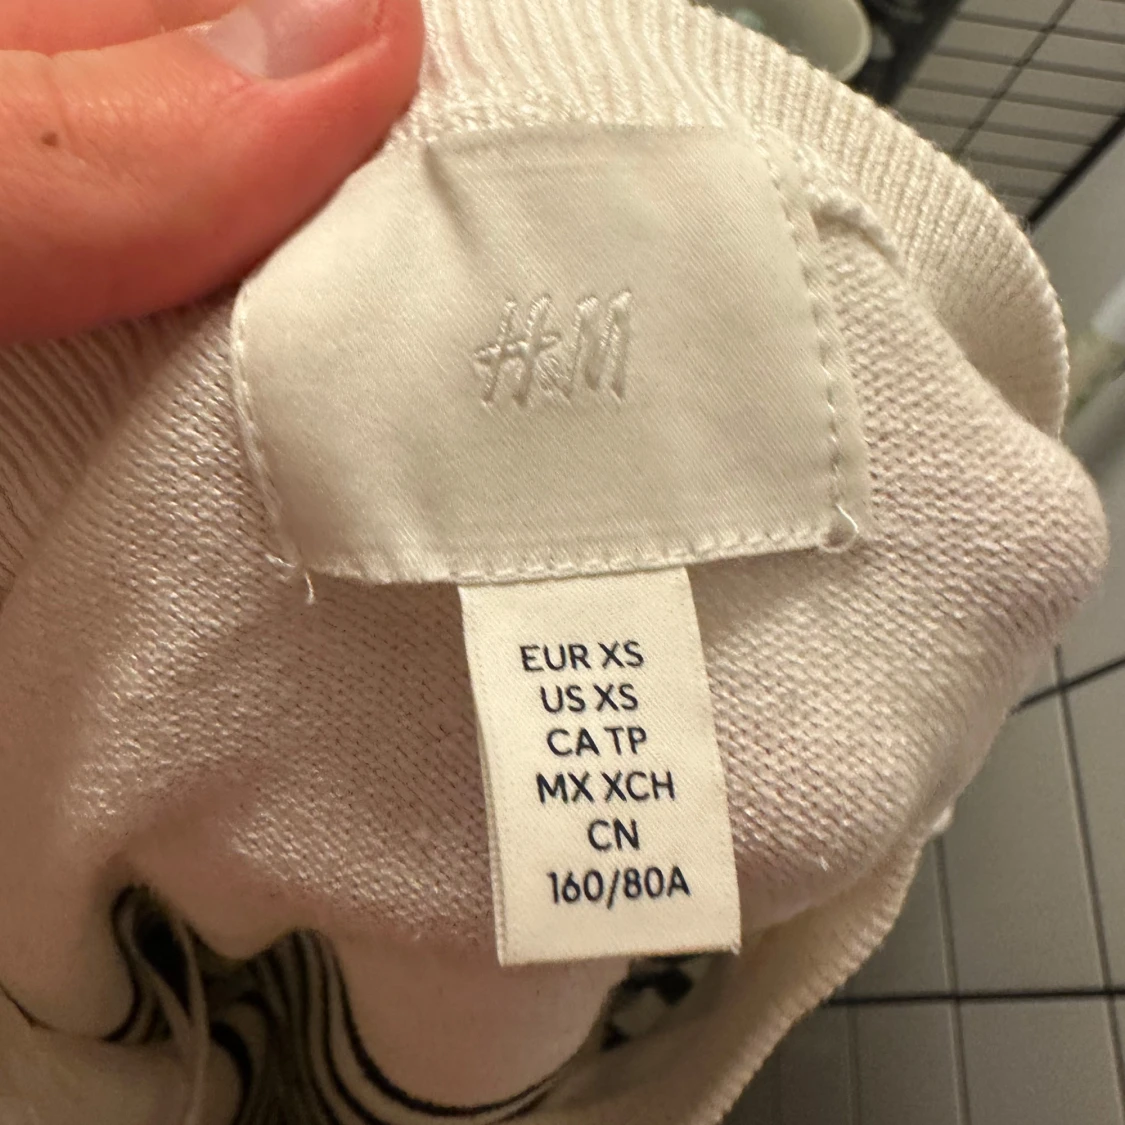 H&M
EUR XS
US XS
CA TP
MX XCH
CN
160/80A